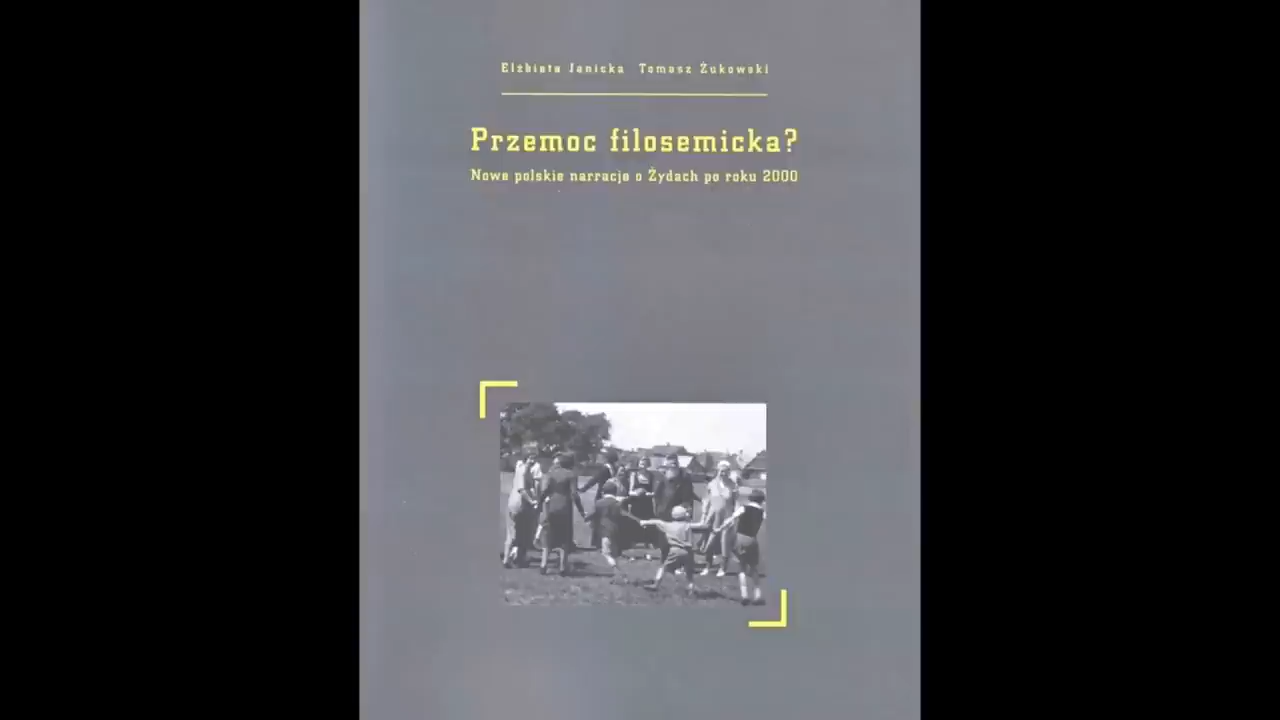 Elżbieta Janicka Tomasz Żukowski
Przemoc filosemicka?
Nowe polskie narracje o Żydach po roku 2000